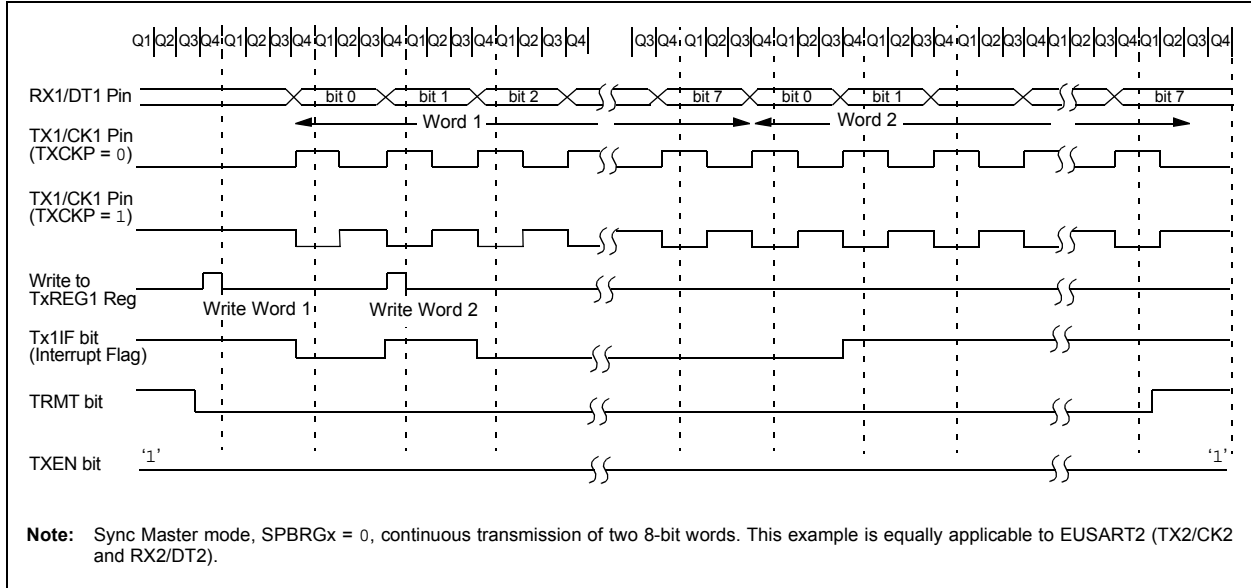 Q1 Q2 Q3 Q4 Q1 Q2 Q3 Q4 Q1 Q2 Q3 Q4 Q1 Q2 Q3 Q4 Q1 Q2 Q3 Q4 Q3 Q4 Q1 Q2 Q3 Q4 Q1 Q2 Q3 Q4 Q1 Q2 Q3 Q4 Q1 Q2 Q3 Q4 Q1 Q2 Q3 Q4 Q1 Q2 Q3 Q4
RX1/DT1 Pin bit 0 bit 1 bit 2 bit 7 bit 0 bit 1 bit 7
Word 1 Word 2
TX1/CK1 Pin
(TXCKP = 0)
TX1/CK1 Pin
(TXCKP = 1)
Write to
TxREG1 Reg
Write Word 1 Write Word 2
Tx1IF bit
(Interrupt Flag)
TRMT bit
TXEN bit
‘1’ ‘1’
Note: Sync Master mode, SPBRGx = 0, continuous transmission of two 8-bit words. This example is equally applicable to EUSART2 (TX2/CK2
and RX2/DT2).